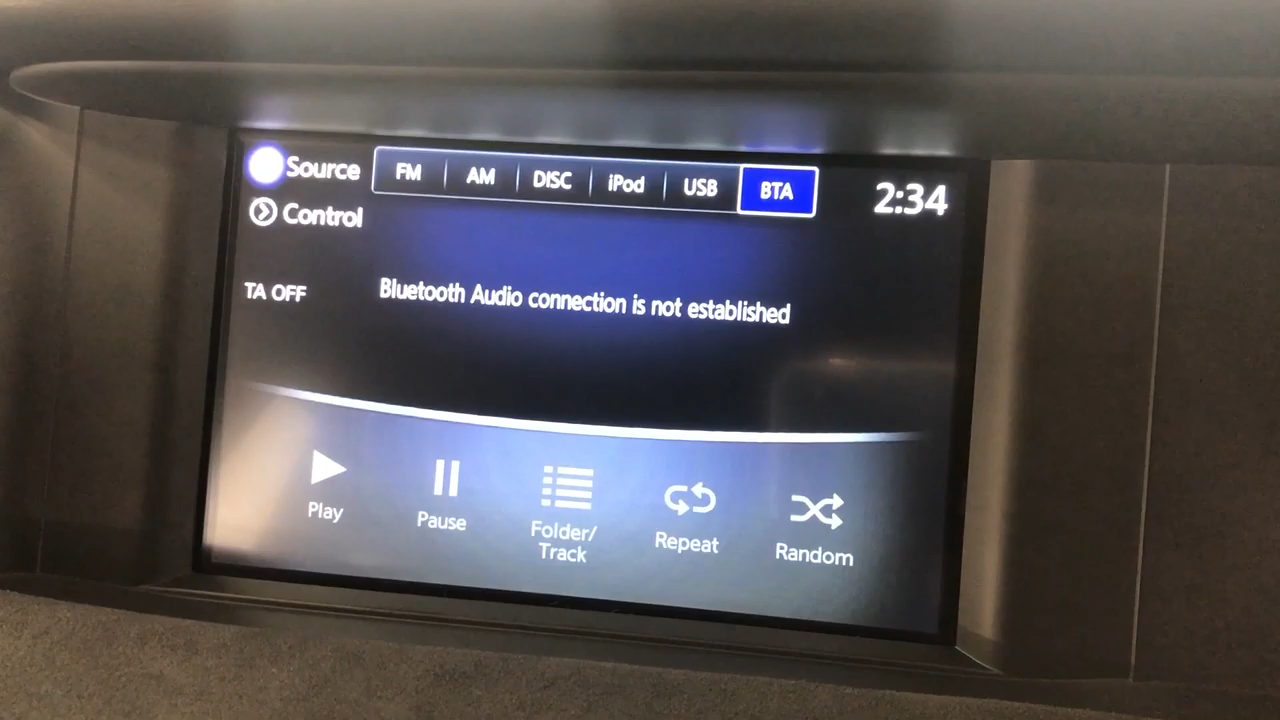 Source FM AM DISC iPod USB BTA 2:34
Control
TA OFF Bluetooth Audio connection is not established
Play Pause Folder/ Repeat Random
Track